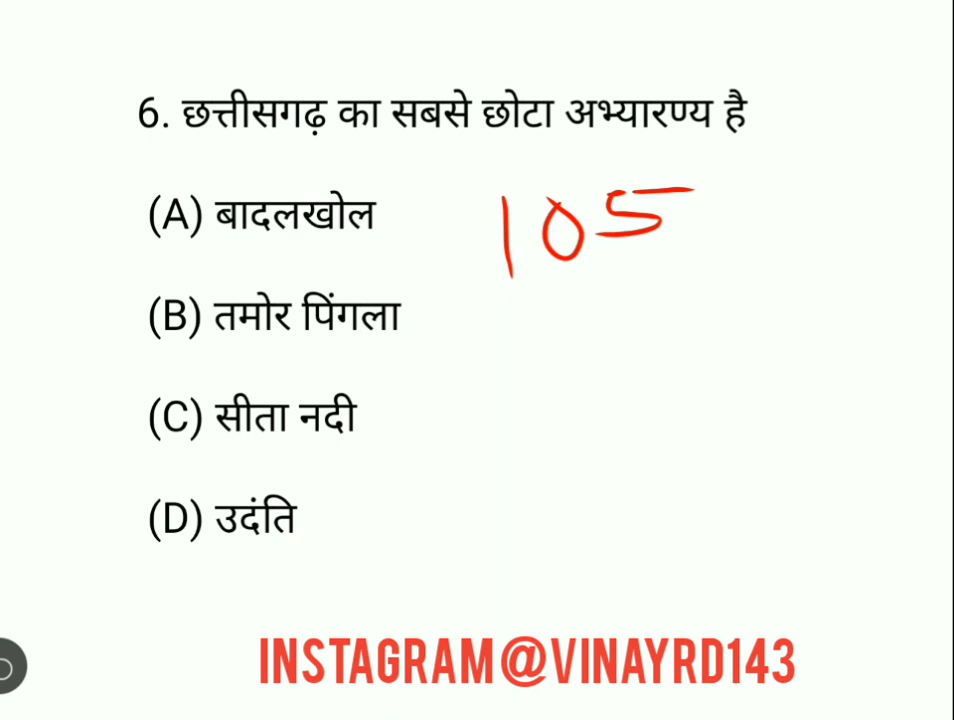 6. छत्तीसगढ़ का सबसे छोटा अभ्यारण्य है
(A) बादलखोल
105
(B) तमोर पिंगला
(C) सीता नदी
(D) उदंति
INSTAGRAM@VINAYRD143